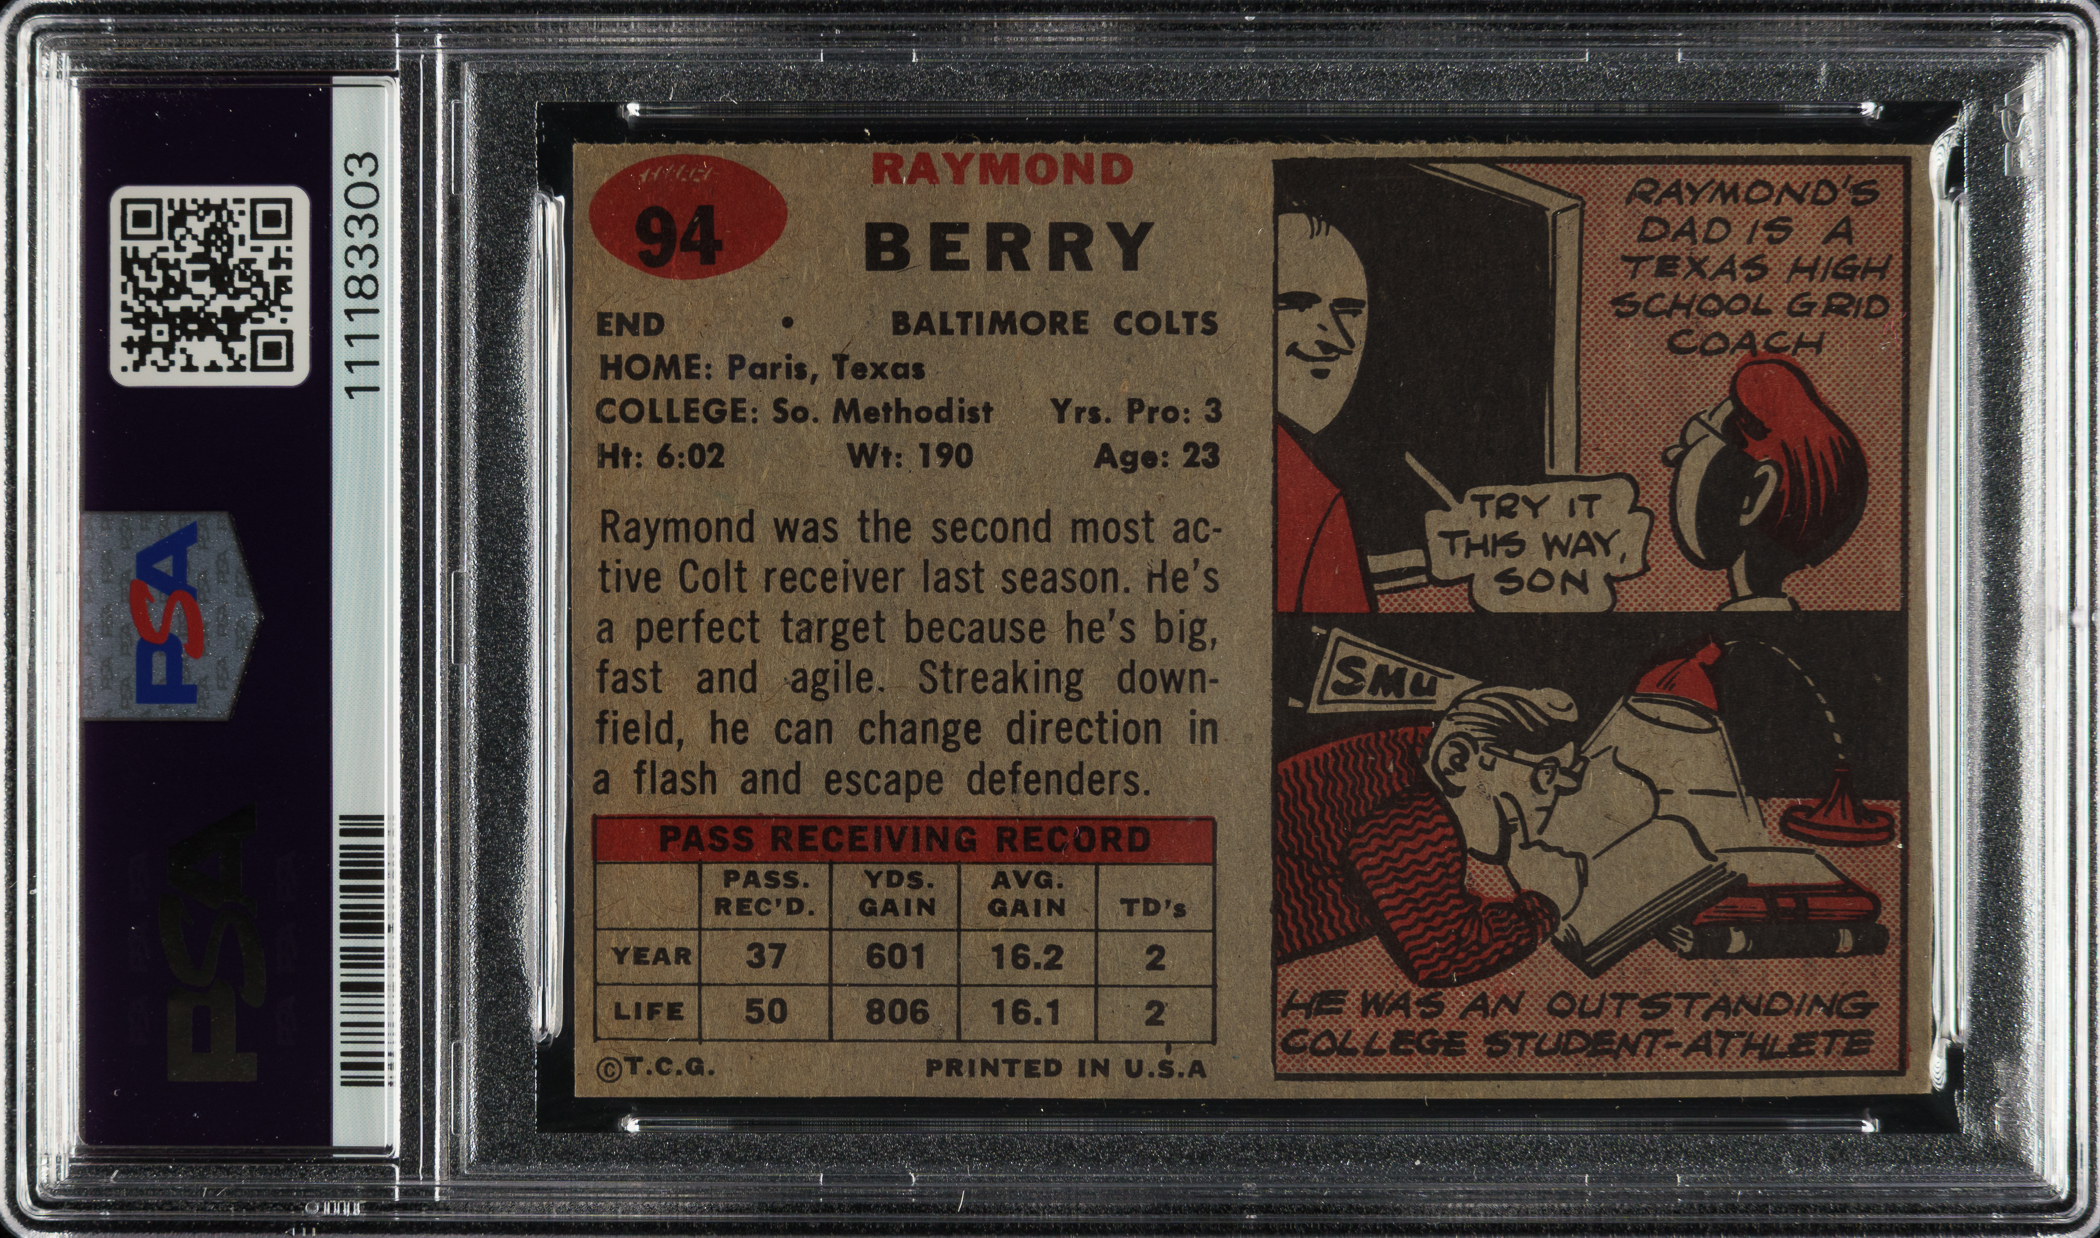 111183303
PSA
PSA
94
RAYMOND
BERRY
END • BALTIMORE COLTS
HOME: Paris, Texas
COLLEGE: So. Methodist Yrs. Pro: 3
Ht: 6:02 Wt: 190 Age: 23
Raymond was the second most ac-
tive Colt receiver last season. He's
a perfect target because he's big,
fast and agile. Streaking down-
field, he can change direction in
a flash and escape defenders.
PASS RECEIVING RECORD
PASS. REC'D. YDS. GAIN AVG. GAIN TD's
YEAR 37 601 16.2 2
LIFE 50 806 16.1 2
©T.C.G. PRINTED IN U.S.A
RAYMOND'S
DAD IS A
TEXAS HIGH
SCHOOL GRID
COACH
TRY IT
THIS WAY,
SON
SMU
HE WAS AN OUTSTANDING
COLLEGE STUDENT-ATHLETE